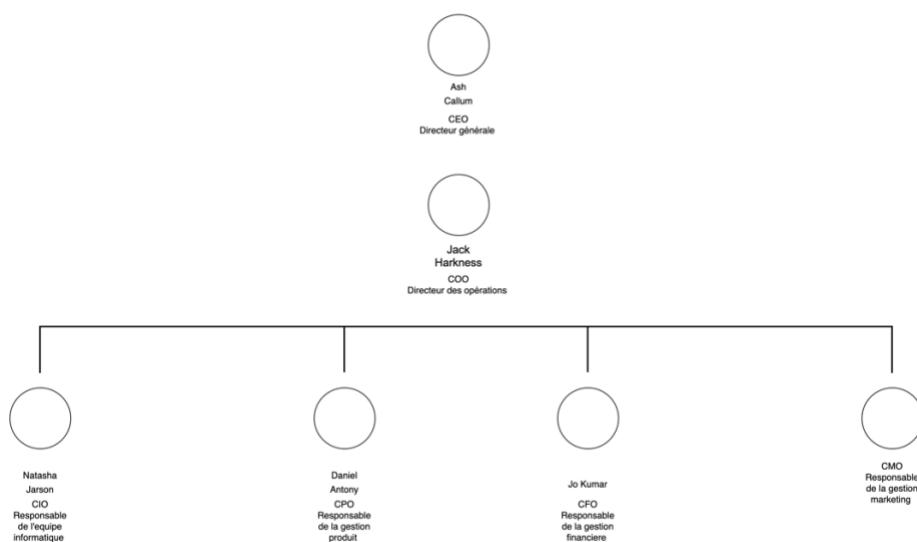 Ash
Callum
CEO
Directeur générale
Jack
Harkness
COO
Directeur des opérations
Natasha
Jarson
CIO
Responsable
de l'equipe
informatique
Daniel
Antony
CPO
Responsable
de la gestion
produit
Jo Kumar
CFO
Responsable
de la gestion
financiere
CMO
Responsable
de la gestion
marketing